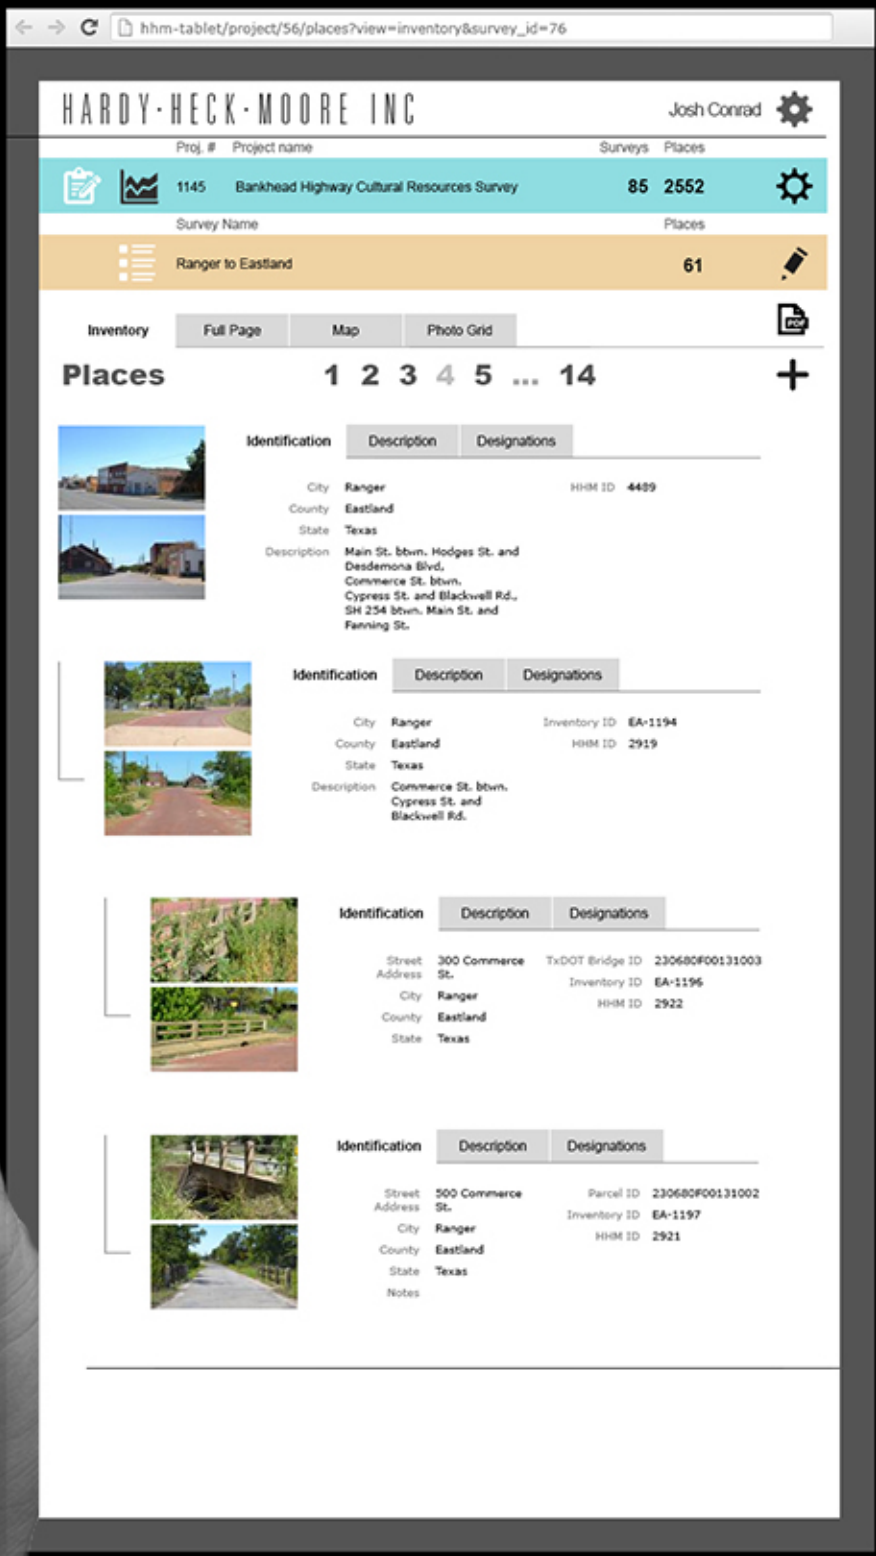 hhm-tablet/project/56/places?view=inventory&survey_id=76
HARDY·HECK·MOORE INC
Josh Conrad
Proj. # Project name Surveys Places
1145 Bankhead Highway Cultural Resources Survey 85 2552
Survey Name Places
Ranger to Eastland 61
PDF
Inventory Full Page Map Photo Grid
Places 1 2 3 4 5 ... 14
Identification Description Designations
City Ranger HHM ID 4489
County Eastland
State Texas
Description Main St. btwn. Hodges St. and
Desdemona Blvd,
Commerce St. btwn.
Cypress St. and Blackwell Rd.,
SH 254 btwn. Main St. and
Fanning St.
Identification Description Designations
City Ranger Inventory ID EA-1194
County Eastland HHM ID 2919
State Texas
Description Commerce St. btwn.
Cypress St. and
Blackwell Rd.
Identification Description Designations
Street 300 Commerce TxDOT Bridge ID 230680F00131003
Address St. Inventory ID EA-1196
City Ranger HHM ID 2922
County Eastland
State Texas
Identification Description Designations
Street 500 Commerce Parcel ID 230680F00131002
Address St. Inventory ID EA-1197
City Ranger HHM ID 2921
County Eastland
State Texas
Notes